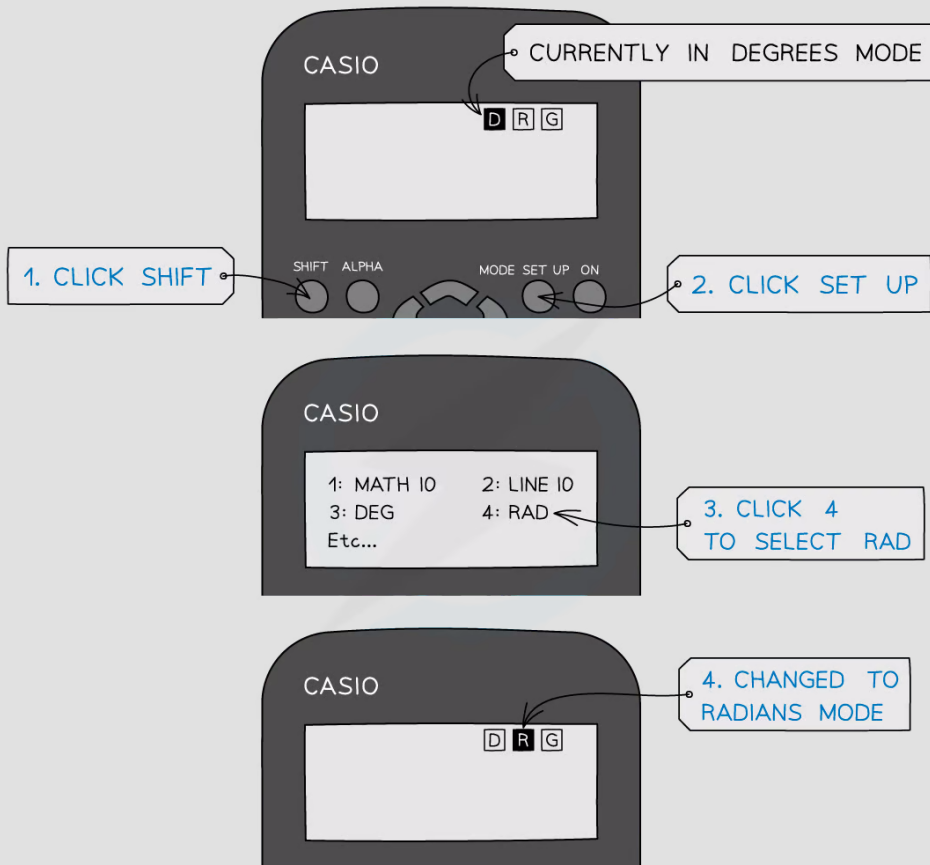 CASIO
CURRENTLY IN DEGREES MODE
D R G
1. CLICK SHIFT
SHIFT ALPHA
MODE SET UP ON
2. CLICK SET UP
CASIO
1: MATH IO 2: LINE IO
3: DEG 4: RAD
Etc...
3. CLICK 4
TO SELECT RAD
CASIO
4. CHANGED TO
RADIANS MODE
D R G